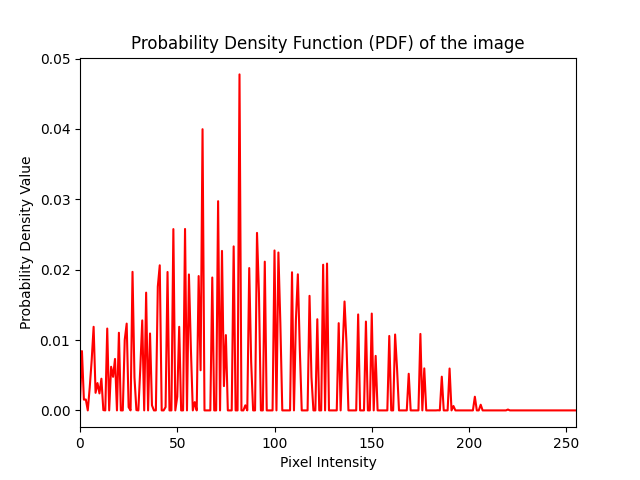 Probability Density Function (PDF) of the image
0.05
0.04
0.03
0.02
0.01
0.00
Probability Density Value
0 50 100 150 200 250
Pixel Intensity